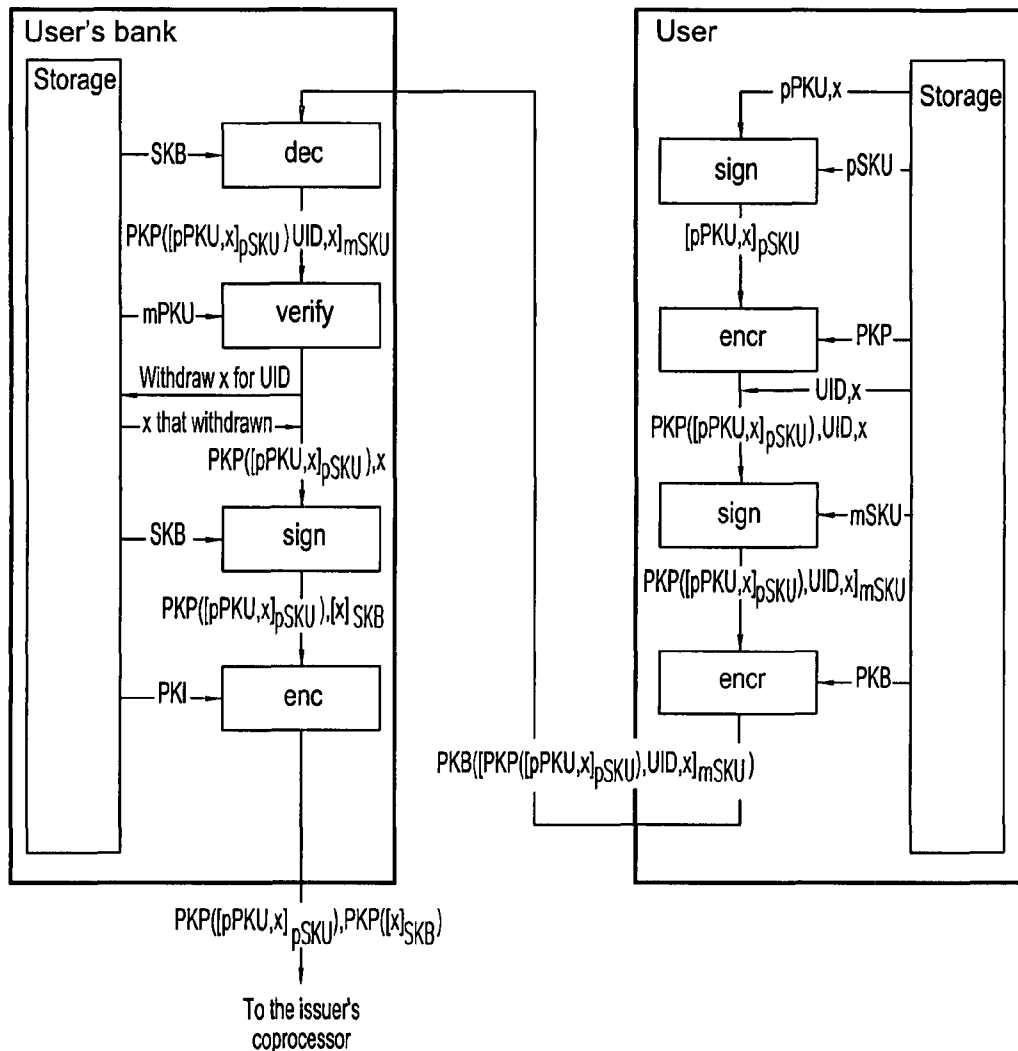 User's bank
Storage
SKB
dec
PKP([pPKU,x]pSKU)UID,x]mSKU
mPKU
verify
Withdraw x for UID
x that withdrawn
PKP([pPKU,x]pSKU),x
SKB
sign
PKP([pPKU,x]pSKU),[x]SKB
PKI
enc
PKP([pPKU,x]pSKU),PKP([x]SKB)
To the issuer's
coprocessor
PKB([PKP([pPKU,x]pSKU),UID,x]mSKU)
User
Storage
pPKU,x
sign
pSKU
[pPKU,x]pSKU
encr
PKP
UID,x
PKP([pPKU,x]pSKU),UID,x
sign
mSKU
PKP([pPKU,x]pSKU),UID,x]mSKU
encr
PKB